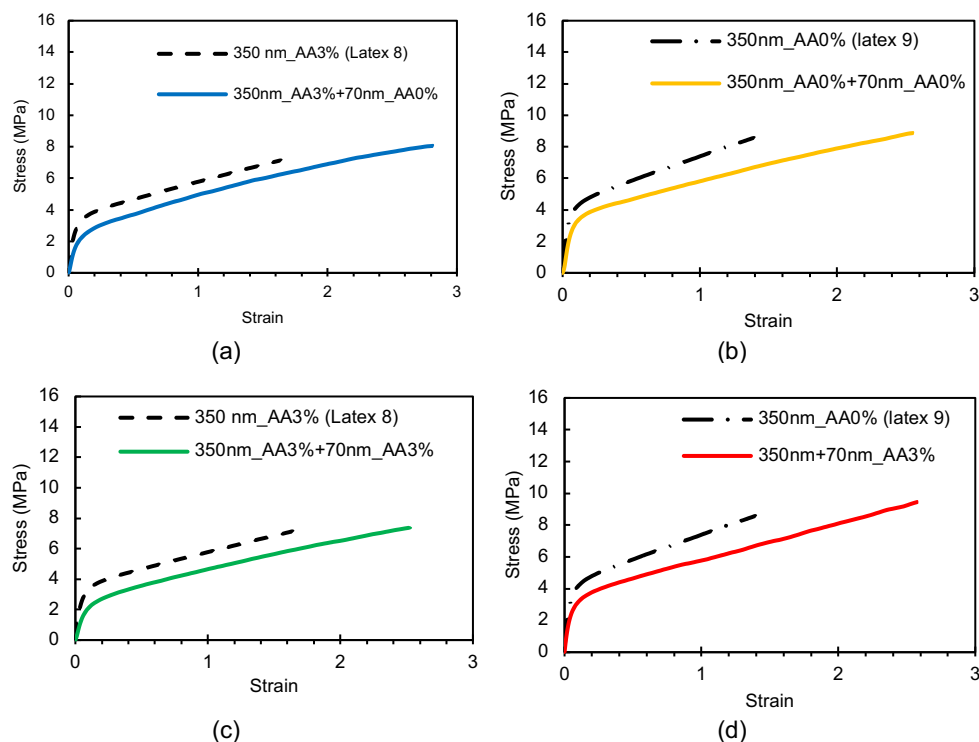 16
14
12
10
8
6
4
2
0
Stress (MPa)
350 nm_AA3% (Latex 8)
350nm_AA3%+70nm_AA0%
0 1 2 3
Strain
(a)
16
14
12
10
8
6
4
2
0
Stress (MPa)
350nm_AA0% (latex 9)
350nm_AA0%+70nm_AA0%
0 1 2 3
Strain
(b)
16
14
12
10
8
6
4
2
0
Stress (MPa)
350 nm_AA3% (Latex 8)
350nm_AA3%+70nm_AA3%
0 1 2 3
Strain
(c)
16
14
12
10
8
6
4
2
0
Stress (MPa)
350nm_AA0% (latex 9)
350nm+70nm_AA3%
0 1 2 3
Strain
(d)